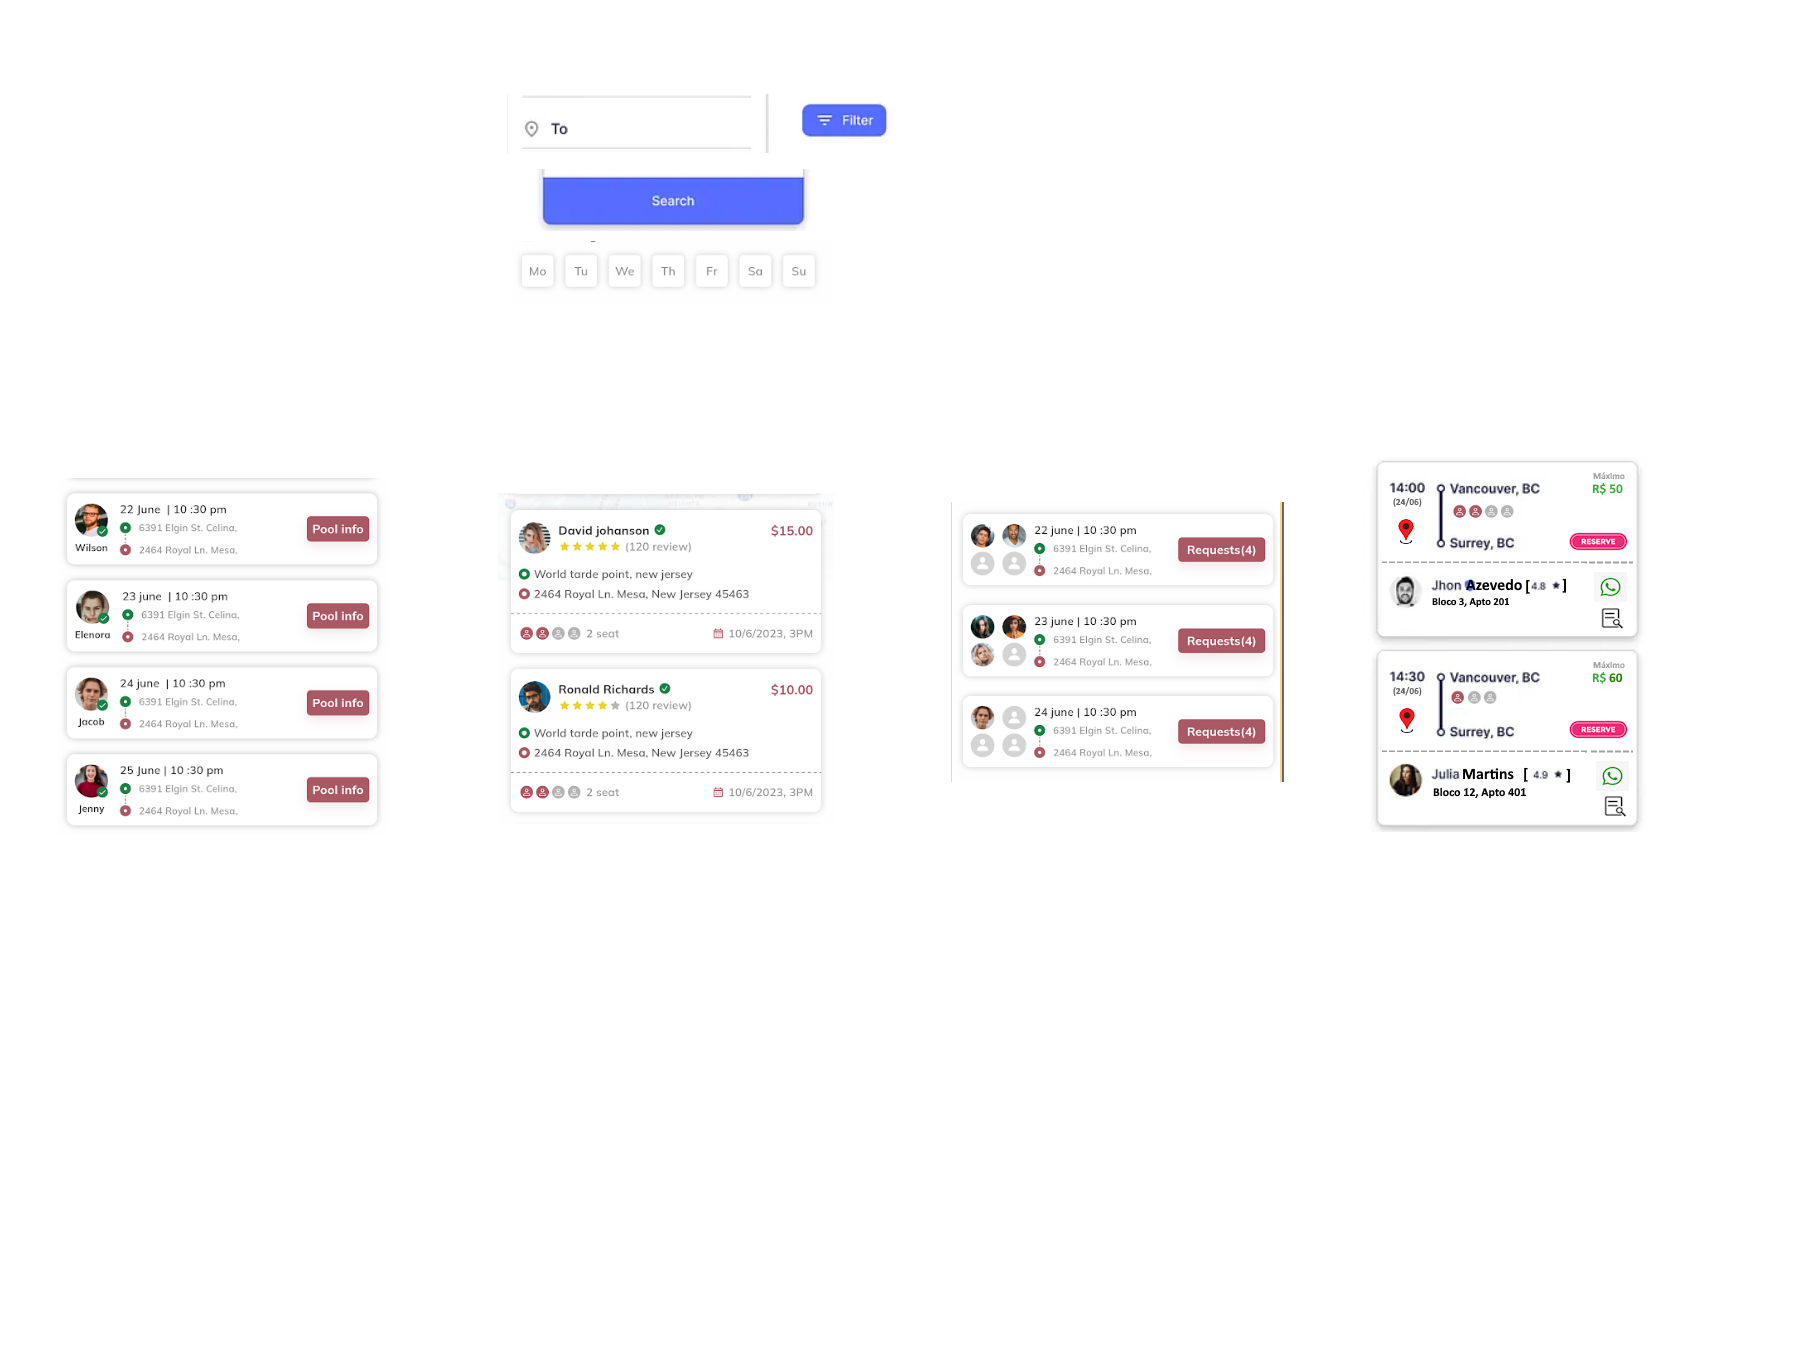 To
Filter
Search
Mo Tu We Th Fr Sa Su
22 June | 10 :30 pm
6391 Elgin St. Celina,
2464 Royal Ln. Mesa,
Wilson
Pool info
23 june | 10 :30 pm
6391 Elgin St. Celina,
2464 Royal Ln. Mesa,
Elenora
Pool info
24 june | 10 :30 pm
6391 Elgin St. Celina,
2464 Royal Ln. Mesa,
Jacob
Pool info
25 June | 10 :30 pm
6391 Elgin St. Celina,
2464 Royal Ln. Mesa,
Jenny
Pool info
David johanson
$15.00
(120 review)
World tarde point, new jersey
2464 Royal Ln. Mesa, New Jersey 45463
2 seat
10/6/2023, 3PM
Ronald Richards
$10.00
(120 review)
World tarde point, new jersey
2464 Royal Ln. Mesa, New Jersey 45463
2 seat
10/6/2023, 3PM
22 june | 10 :30 pm
6391 Elgin St. Celina,
2464 Royal Ln. Mesa,
Requests(4)
23 june | 10 :30 pm
6391 Elgin St. Celina,
2464 Royal Ln. Mesa,
Requests(4)
24 june | 10 :30 pm
6391 Elgin St. Celina,
2464 Royal Ln. Mesa,
Requests(4)
Máximo
R$ 50
14:00
(24/06)
Vancouver, BC
Surrey, BC
RESERVE
Jhon Azevedo [4.8 ★]
Bloco 3, Apto 201
Máximo
R$ 60
14:30
(24/06)
Vancouver, BC
Surrey, BC
RESERVE
Julia Martins [ 4.9 ★ ]
Bloco 12, Apto 401